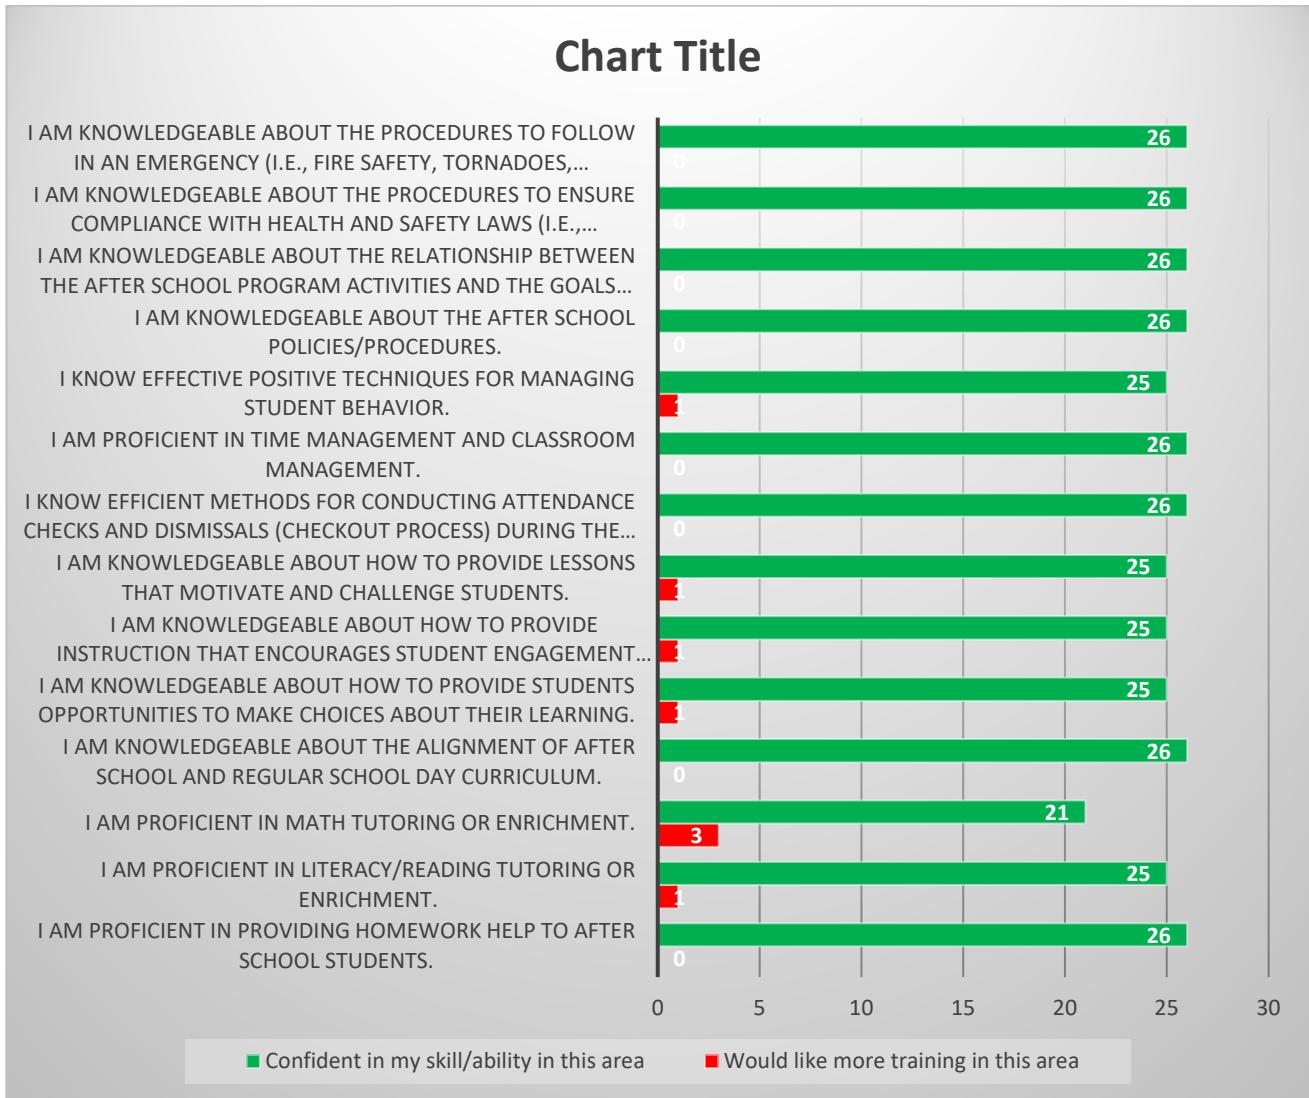 Chart Title
I AM KNOWLEDGEABLE ABOUT THE PROCEDURES TO FOLLOW
IN AN EMERGENCY (I.E., FIRE SAFETY, TORNADOES,...
26
0
I AM KNOWLEDGEABLE ABOUT THE PROCEDURES TO ENSURE
COMPLIANCE WITH HEALTH AND SAFETY LAWS (I.E.,...
26
0
I AM KNOWLEDGEABLE ABOUT THE RELATIONSHIP BETWEEN
THE AFTER SCHOOL PROGRAM ACTIVITIES AND THE GOALS...
26
0
I AM KNOWLEDGEABLE ABOUT THE AFTER SCHOOL
POLICIES/PROCEDURES.
26
0
I KNOW EFFECTIVE POSITIVE TECHNIQUES FOR MANAGING
STUDENT BEHAVIOR.
25
1
I AM PROFICIENT IN TIME MANAGEMENT AND CLASSROOM
MANAGEMENT.
26
0
I KNOW EFFICIENT METHODS FOR CONDUCTING ATTENDANCE
CHECKS AND DISMISSALS (CHECKOUT PROCESS) DURING THE...
26
0
I AM KNOWLEDGEABLE ABOUT HOW TO PROVIDE LESSONS
THAT MOTIVATE AND CHALLENGE STUDENTS.
25
1
I AM KNOWLEDGEABLE ABOUT HOW TO PROVIDE
INSTRUCTION THAT ENCOURAGES STUDENT ENGAGEMENT...
25
1
I AM KNOWLEDGEABLE ABOUT HOW TO PROVIDE STUDENTS
OPPORTUNITIES TO MAKE CHOICES ABOUT THEIR LEARNING.
25
1
I AM KNOWLEDGEABLE ABOUT THE ALIGNMENT OF AFTER
SCHOOL AND REGULAR SCHOOL DAY CURRICULUM.
26
0
I AM PROFICIENT IN MATH TUTORING OR ENRICHMENT.
21
3
I AM PROFICIENT IN LITERACY/READING TUTORING OR
ENRICHMENT.
25
1
I AM PROFICIENT IN PROVIDING HOMEWORK HELP TO AFTER
SCHOOL STUDENTS.
26
0
0 5 10 15 20 25 30
Confident in my skill/ability in this area Would like more training in this area